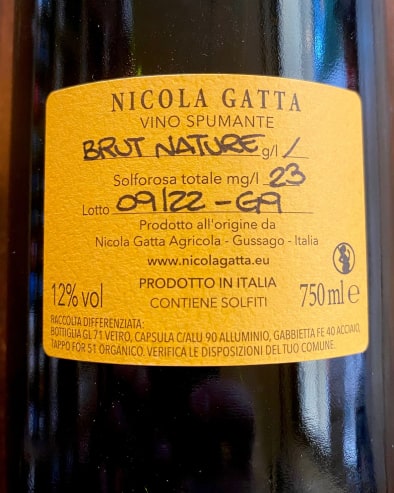 NICOLA GATTA
VINO SPUMANTE
BRUT NATURE g/l /
Solforosa totale mg/l 23
Lotto 09/22 - G9
Prodotto all'origine da
Nicola Gatta Agricola - Gussago - Italia
www.nicolagatta.eu
PRODOTTO IN ITALIA
12% vol CONTIENE SOLFITI 750 ml e
RACCOLTA DIFFERENZIATA:
BOTTIGLIA GL 71 VETRO, CAPSULA C/ALU 90 ALLUMINIO, GABBIETTA FE 40 ACCIAIO,
TAPPO FOR 51 ORGANICO. VERIFICA LE DISPOSIZIONI DEL TUO COMUNE.